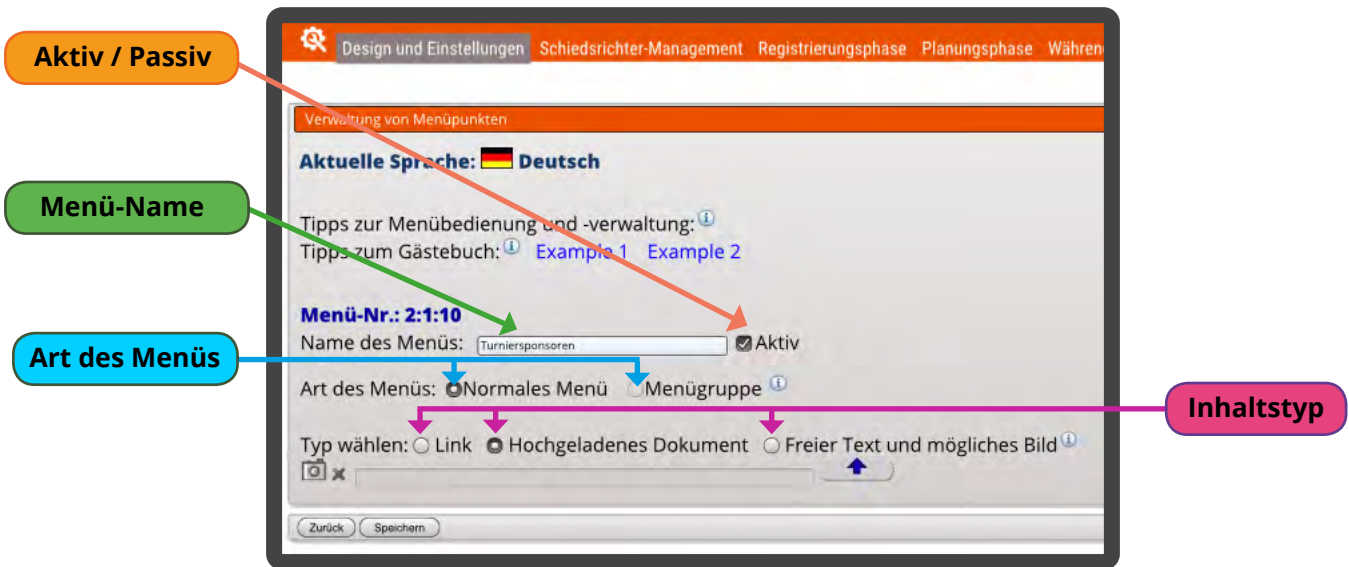 Aktiv / Passiv
Menü-Name
Art des Menüs
Inhaltstyp
Design und Einstellungen Schiedsrichter-Management Registrierungsphase Planungsphase Währen
Verwaltung von Menüpunkten
Aktuelle Sprache: Deutsch
Tipps zur Menübedienung und -verwaltung:
Tipps zum Gästebuch: Example 1 Example 2
Menü-Nr.: 2:1:10
Name des Menüs: Turniersponsoren Aktiv
Art des Menüs: Normales Menü Menügruppe
Typ wählen: Link Hochgeladenes Dokument Freier Text und mögliches Bild
Zurück Speichern